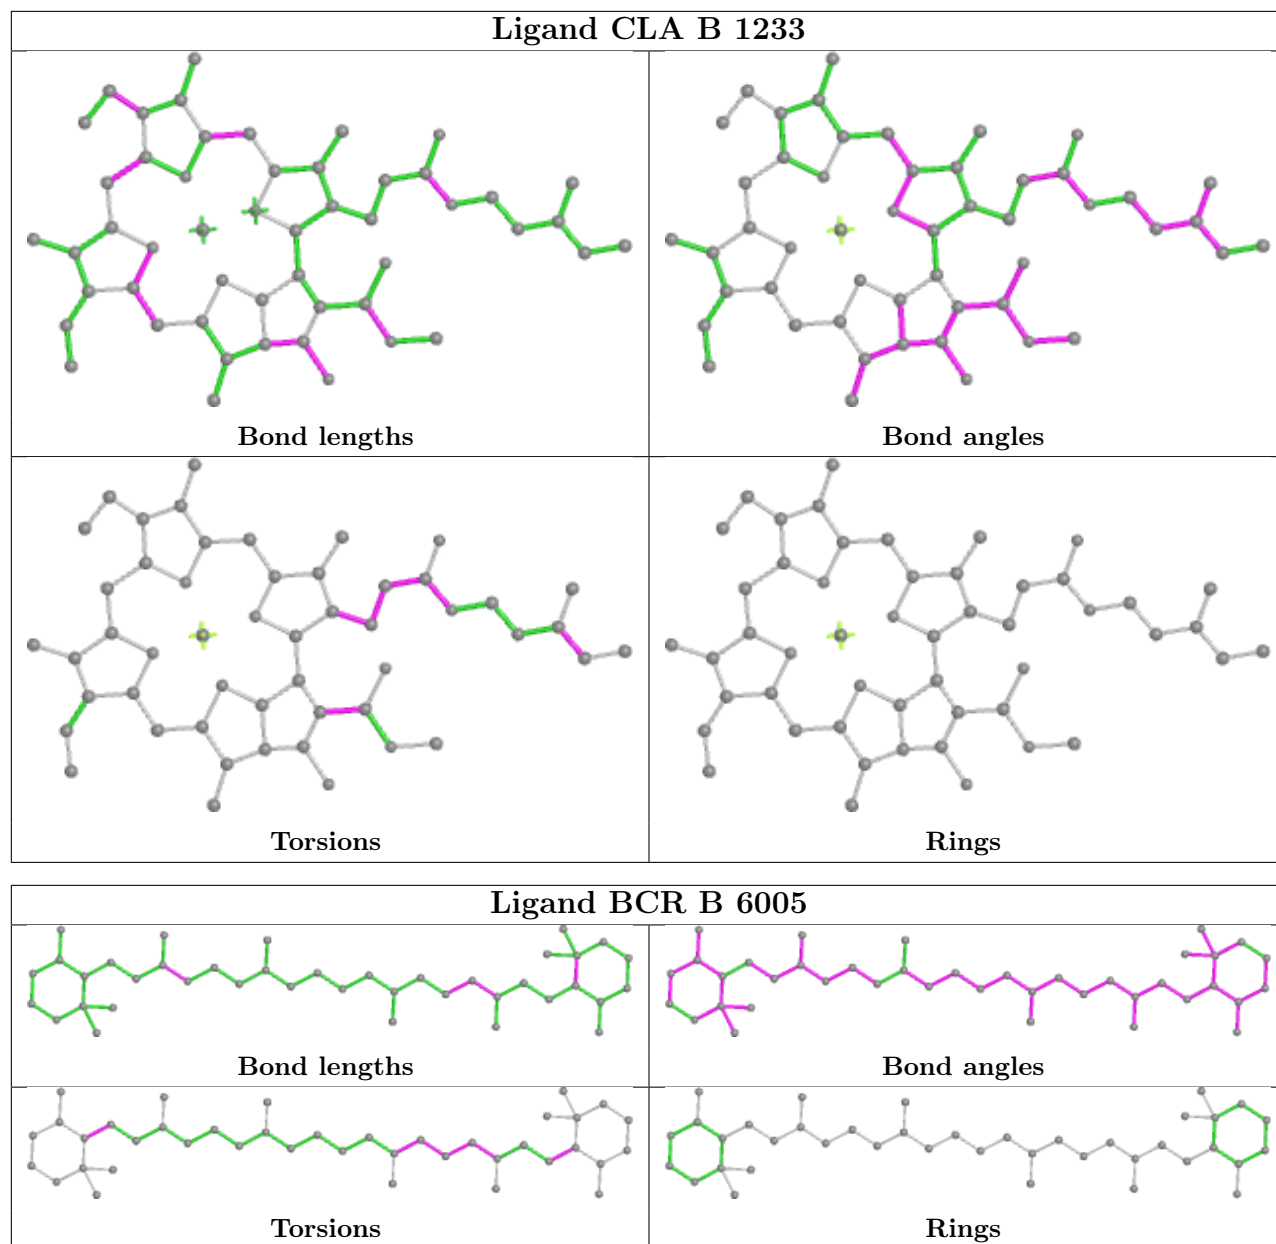 Ligand CLA B 1233
Bond lengths
Bond angles
Torsions
Rings
Ligand BCR B 6005
Bond lengths
Bond angles
Torsions
Rings